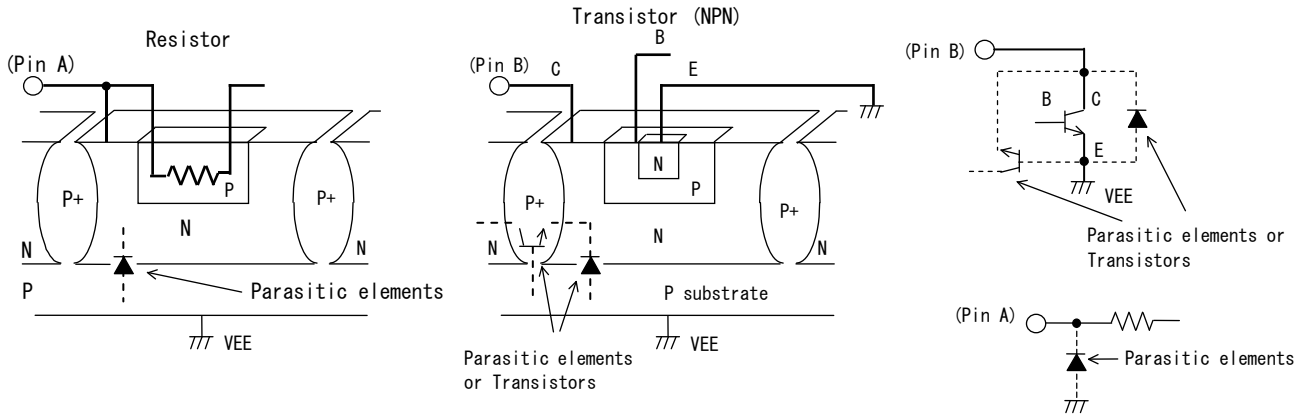 Resistor
(Pin A)
P+
P
P+
N
N
N
P
Parasitic elements
VEE
Transistor (NPN)
B
(Pin B)
C
E
N
P
P+
P+
N
N
N
P substrate
VEE
Parasitic elements
or Transistors
(Pin B)
B
C
E
VEE
Parasitic elements or
Transistors
(Pin A)
Parasitic elements